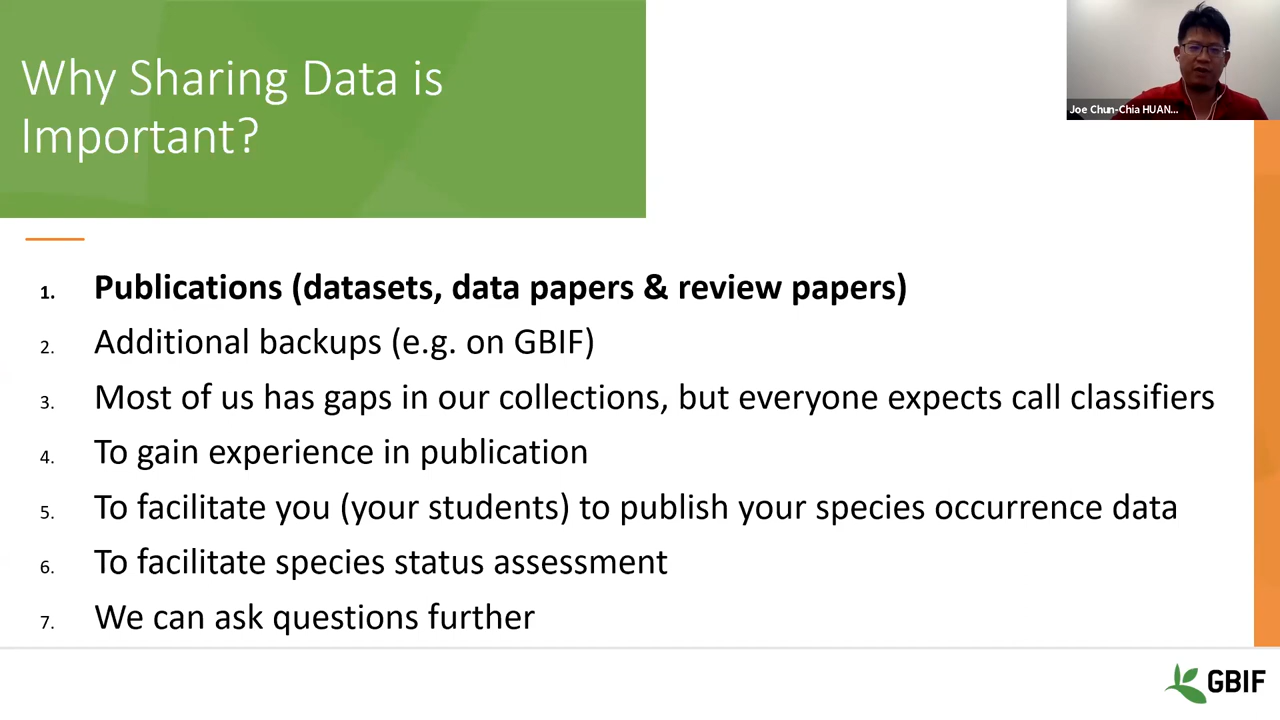 Why Sharing Data is
Important?
Joe Chun-Chia HUAN...
1. Publications (datasets, data papers & review papers)
2. Additional backups (e.g. on GBIF)
3. Most of us has gaps in our collections, but everyone expects call classifiers
4. To gain experience in publication
5. To facilitate you (your students) to publish your species occurrence data
6. To facilitate species status assessment
7. We can ask questions further
GBIF